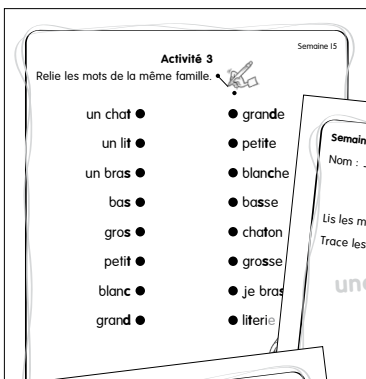 Semaine 15
Activité 3
Relie les mots de la même famille.
un chat ● ● grande
un lit ● ● petite
un bras ● ● blanche
bas ● ● basse
gros ● ● chaton
petit ● ● grosse
blanc ● ● je bras
grand ● ● literie
Semain
Nom :
Lis les m
Trace les
une